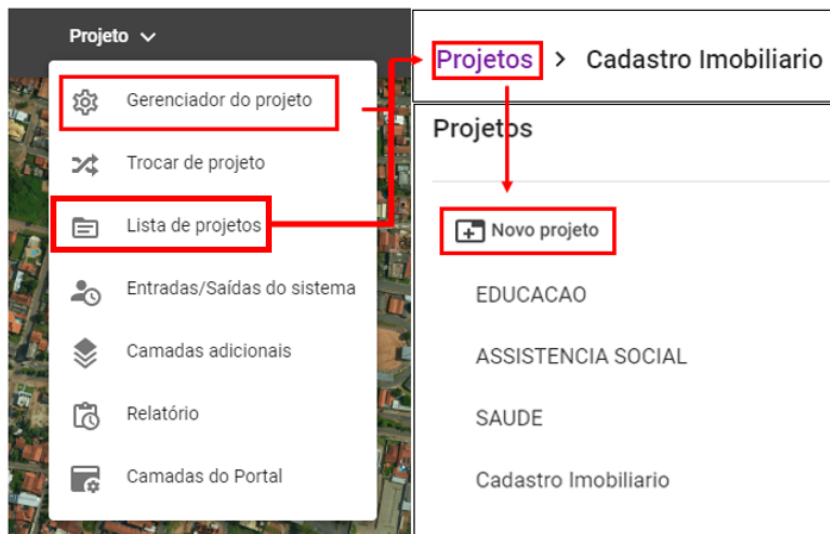 Projeto
Gerenciador do projeto
Trocar de projeto
Lista de projetos
Entradas/Saídas do sistema
Camadas adicionais
Relatório
Camadas do Portal
Projetos > Cadastro Imobiliario
Projetos
Novo projeto
EDUCACAO
ASSISTENCIA SOCIAL
SAUDE
Cadastro Imobiliario